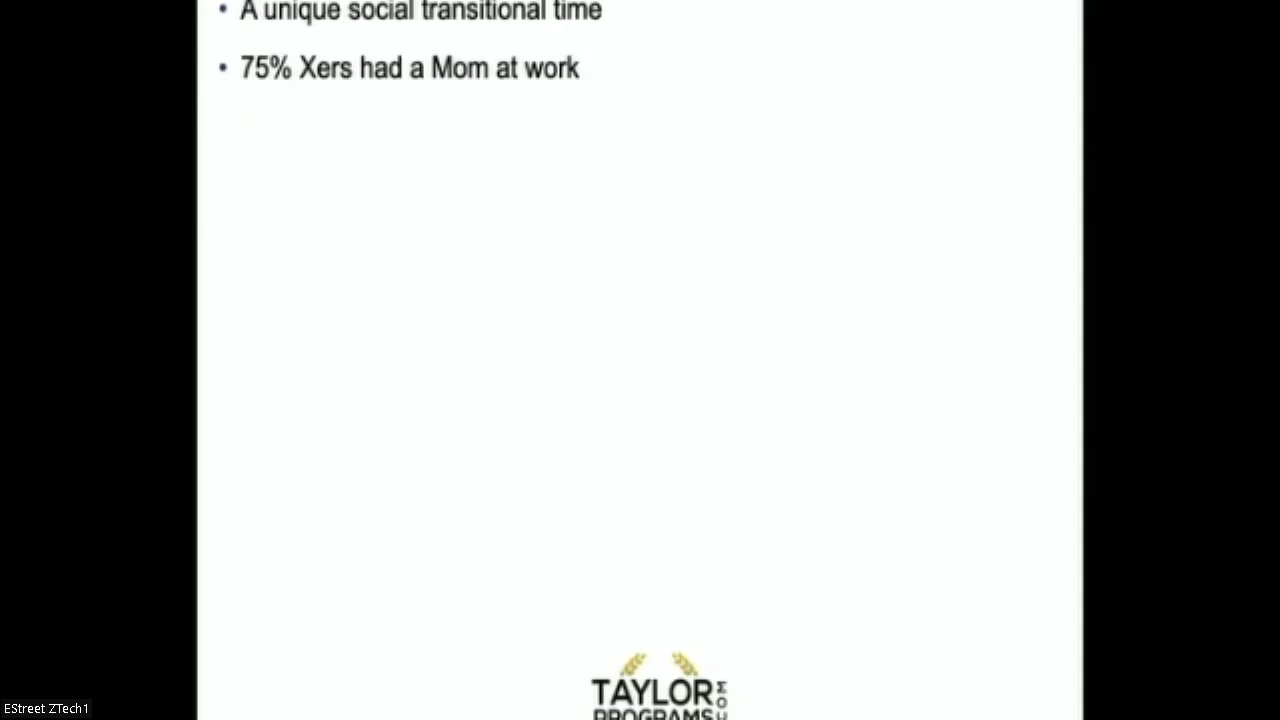 • A unique social transitional time
• 75% Xers had a Mom at work
TAYLOR
PROGRAMS
EStreet ZTech1